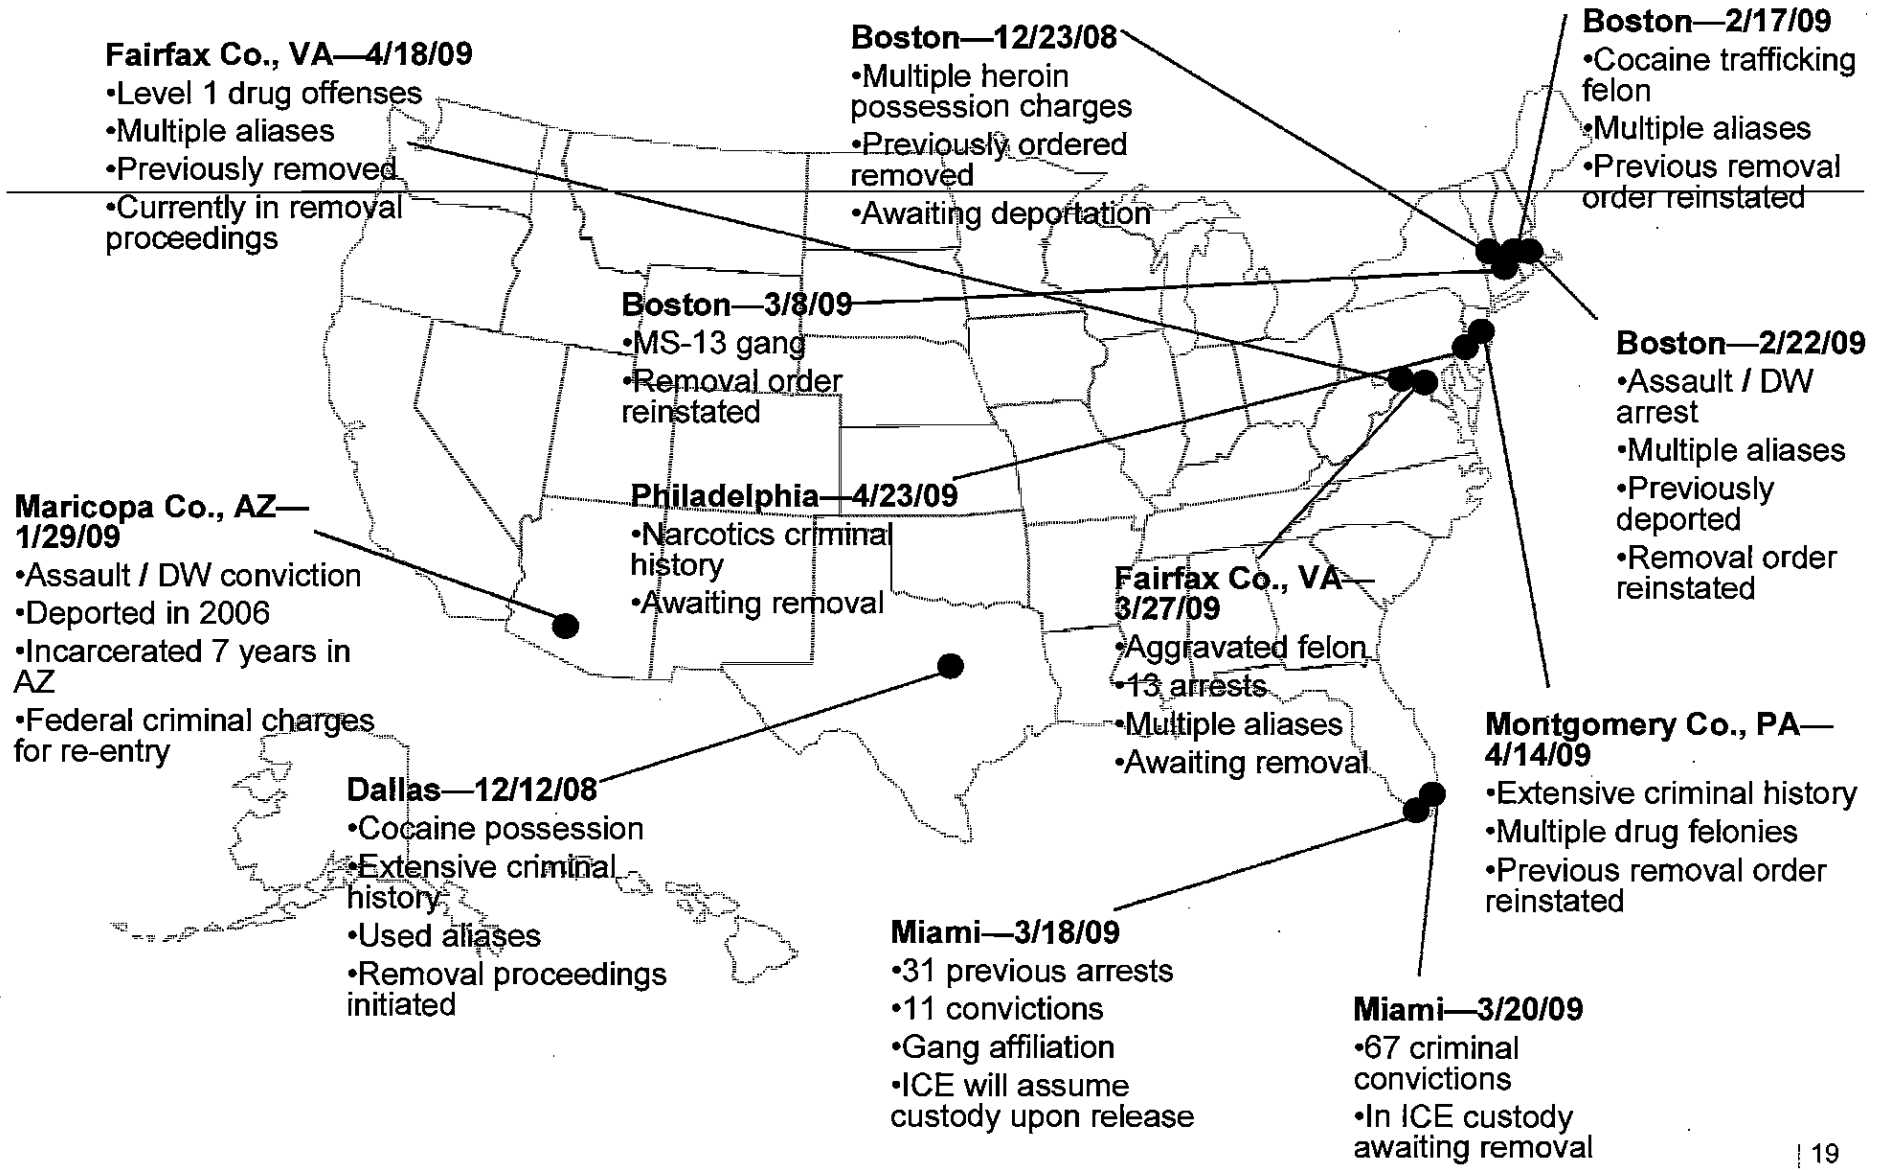 Fairfax Co., VA—4/18/09
•Level 1 drug offenses
•Multiple aliases
•Previously removed
•Currently in removal
proceedings
Boston—12/23/08
•Multiple heroin
possession charges
•Previously ordered
removed
•Awaiting deportation
Boston—2/17/09
•Cocaine trafficking
felon
•Multiple aliases
•Previous removal
order reinstated
Boston—3/8/09
•MS-13 gang
•Removal order
reinstated
Boston—2/22/09
•Assault / DW
arrest
•Multiple aliases
•Previously
deported
•Removal order
reinstated
Maricopa Co., AZ—
1/29/09
•Assault / DW conviction
•Deported in 2006
•Incarcerated 7 years in
AZ
•Federal criminal charges
for re-entry
Philadelphia—4/23/09
•Narcotics criminal
history
•Awaiting removal
Fairfax Co., VA—
3/27/09
•Aggravated felon
•13 arrests
•Multiple aliases
•Awaiting removal
Montgomery Co., PA—
4/14/09
•Extensive criminal history
•Multiple drug felonies
•Previous removal order
reinstated
Dallas—12/12/08
•Cocaine possession
•Extensive criminal
history
•Used aliases
•Removal proceedings
initiated
Miami—3/18/09
•31 previous arrests
•11 convictions
•Gang affiliation
•ICE will assume
custody upon release
Miami—3/20/09
•67 criminal
convictions
•In ICE custody
awaiting removal
| 19